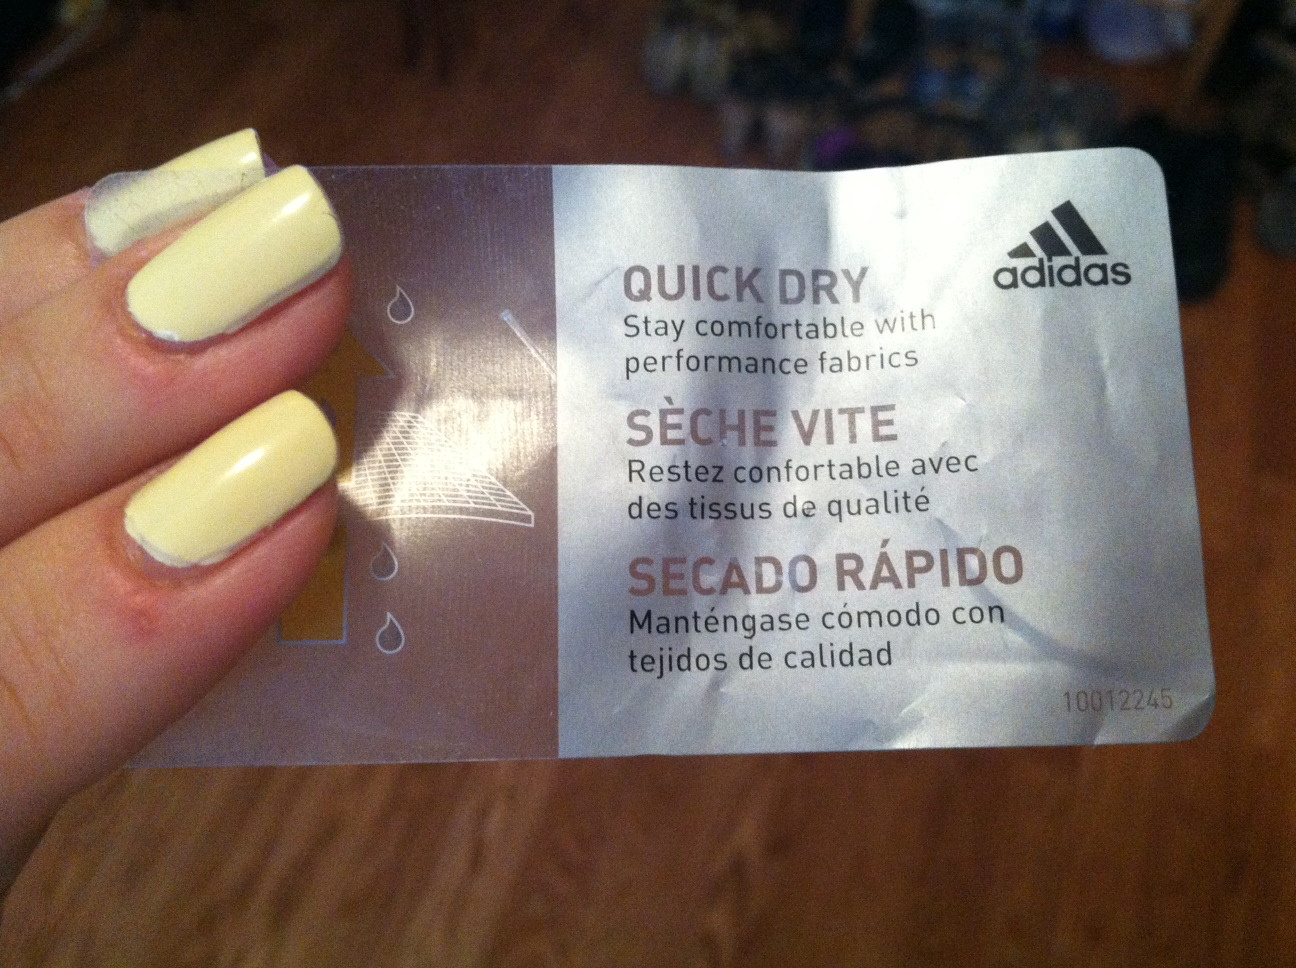 adidas
QUICK DRY
Stay comfortable with
performance fabrics
SÈCHE VITE
Restez confortable avec
des tissus de qualité
SECADO RÁPIDO
Manténgase cómodo con
tejidos de calidad
10012245